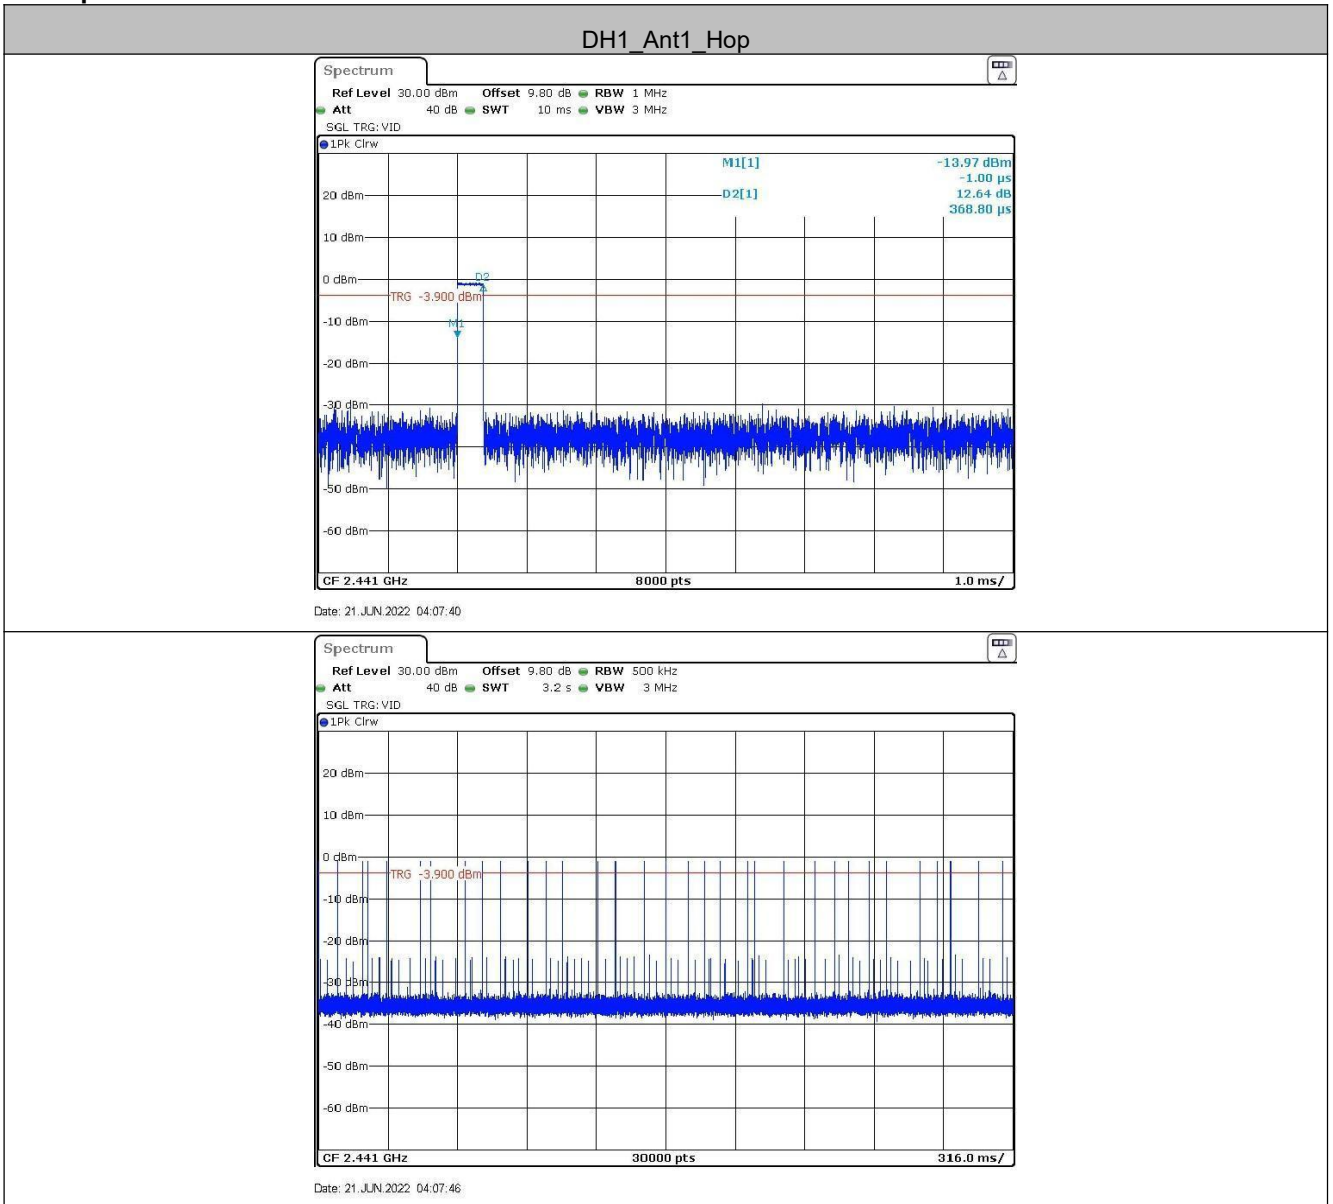 DH1_Ant1_Hop
Spectrum
Ref Level 30.00 dBm Offset 9.80 dB RBW 1 MHz
Att 40 dB SWT 10 ms VBW 3 MHz
SGL TRG: VID
1Pk Clrw
M1[1] -13.97 dBm
-1.00 µs
20 dBm D2[1] 12.64 dB
368.80 µs
10 dBm
0 dBm D2
TRG -3.900 dBm
-10 dBm M1
-20 dBm
-30 dBm
-50 dBm
-60 dBm
CF 2.441 GHz 8000 pts 1.0 ms/
Date: 21.JUN.2022 04:07:40
Spectrum
Ref Level 30.00 dBm Offset 9.80 dB RBW 500 kHz
Att 40 dB SWT 3.2 s VBW 3 MHz
SGL TRG: VID
1Pk Clrw
20 dBm
10 dBm
0 dBm
TRG -3.900 dBm
-10 dBm
-20 dBm
-30 dBm
-40 dBm
-50 dBm
-60 dBm
CF 2.441 GHz 30000 pts 316.0 ms/
Date: 21.JUN.2022 04:07:46